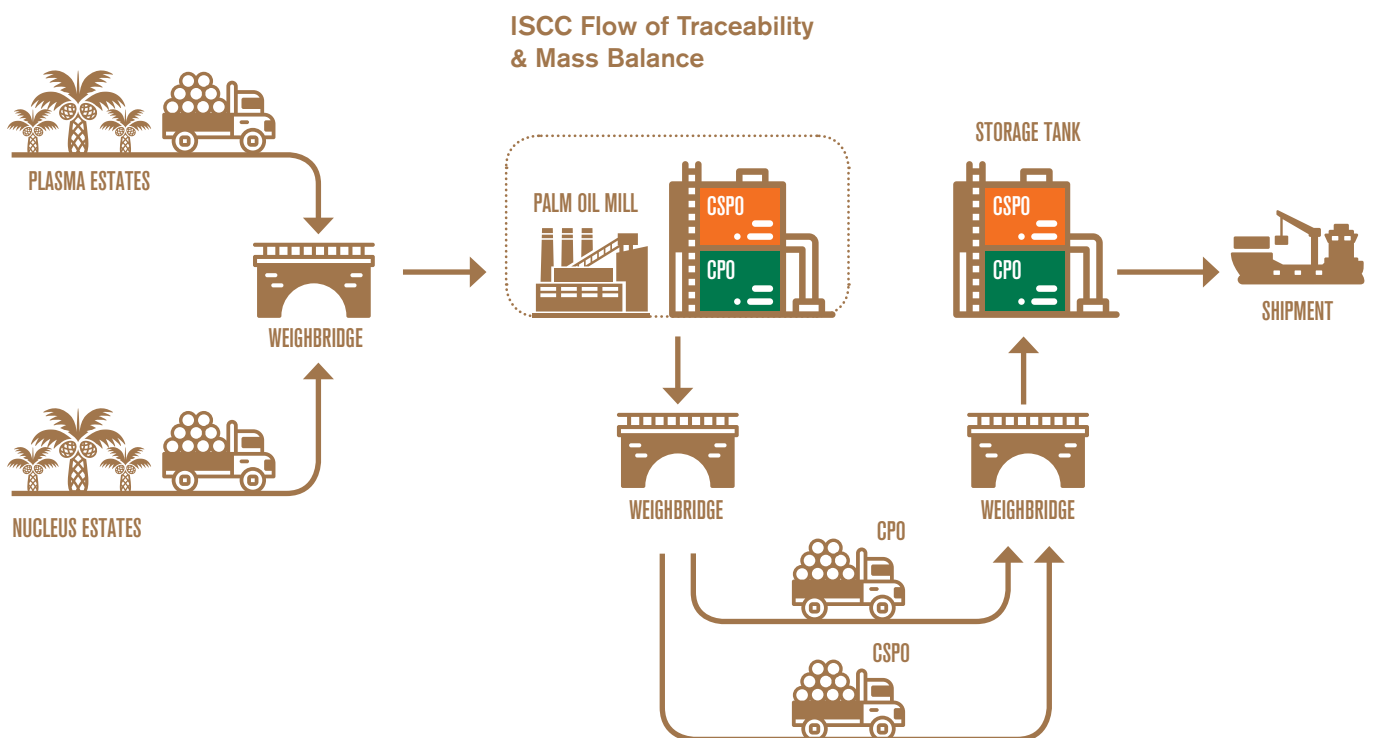 ISCC Flow of Traceability
& Mass Balance
PLASMA ESTATES
WEIGHBRIDGE
NUCLEUS ESTATES
PALM OIL MILL
CSPO
CPO
WEIGHBRIDGE
CPO
CSPO
WEIGHBRIDGE
STORAGE TANK
CSPO
CPO
SHIPMENT